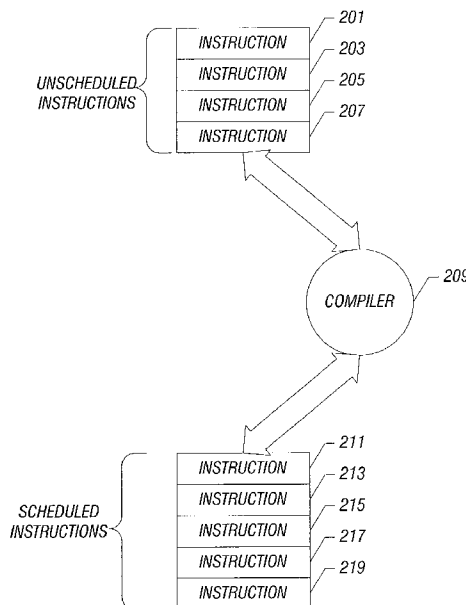 INSTRUCTION 201
INSTRUCTION 203
INSTRUCTION 205
INSTRUCTION 207
UNSCHEDULED
INSTRUCTIONS
COMPILER 209
INSTRUCTION 211
INSTRUCTION 213
INSTRUCTION 215
INSTRUCTION 217
INSTRUCTION 219
SCHEDULED
INSTRUCTIONS